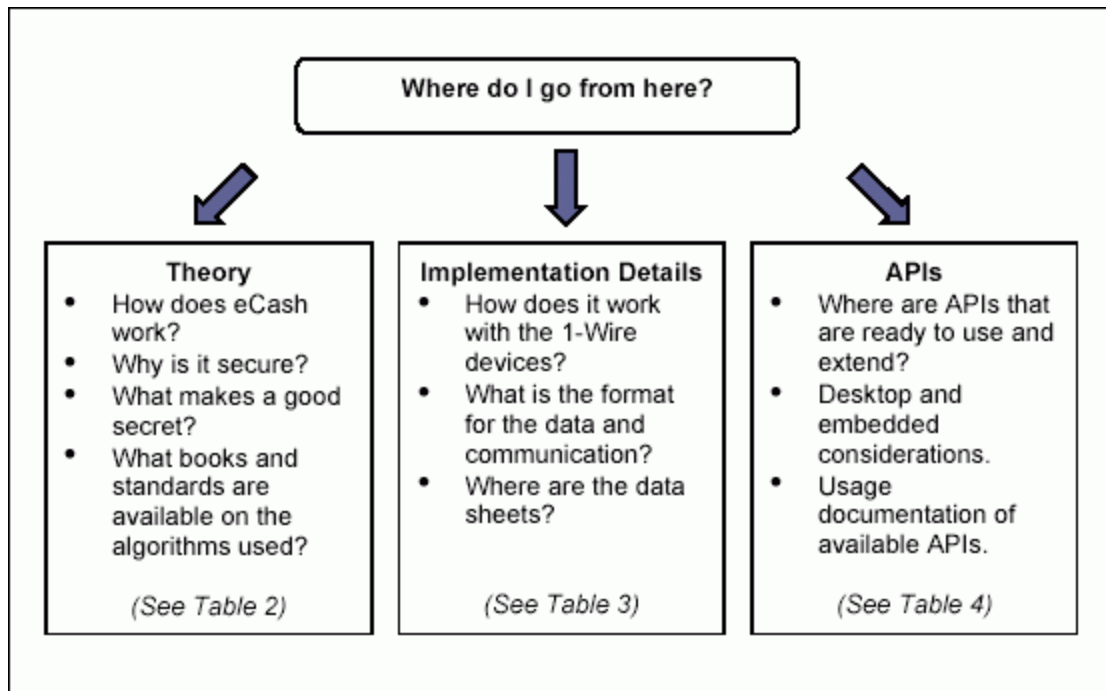 Where do I go from here?
Theory
• How does eCash
work?
• Why is it secure?
• What makes a good
secret?
• What books and
standards are
available on the
algorithms used?
(See Table 2)
Implementation Details
• How does it work
with the 1-Wire
devices?
• What is the format
for the data and
communication?
• Where are the data
sheets?
(See Table 3)
APIs
• Where are APIs that
are ready to use and
extend?
• Desktop and
embedded
considerations.
• Usage
documentation of
available APIs.
(See Table 4)